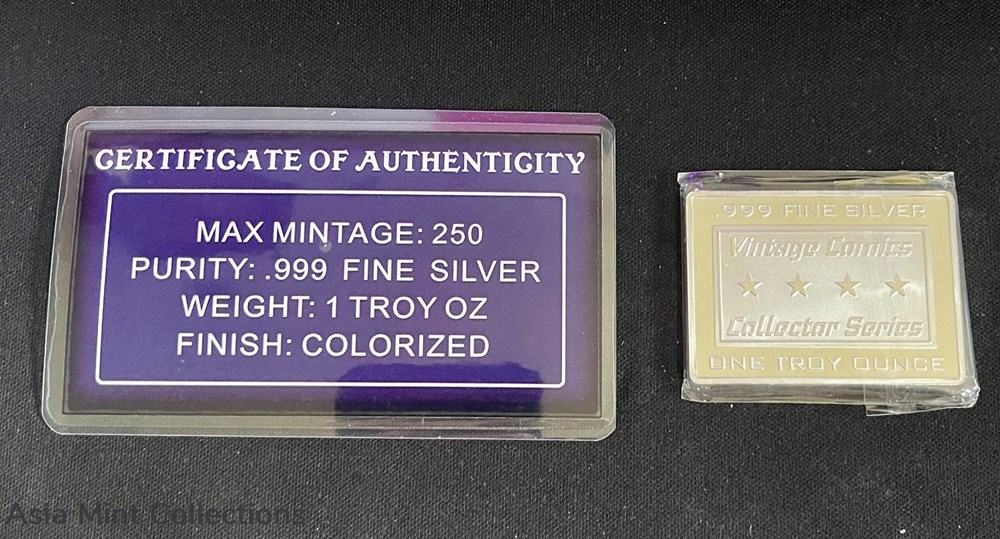 CERTIFICATE OF AUTHENTICITY
MAX MINTAGE: 250
PURITY: .999 FINE SILVER
WEIGHT: 1 TROY OZ
FINISH: COLORIZED
.999 FINE SILVER
Vintage Comics
Collector Series
ONE TROY OUNCE
Asia Mint Collections